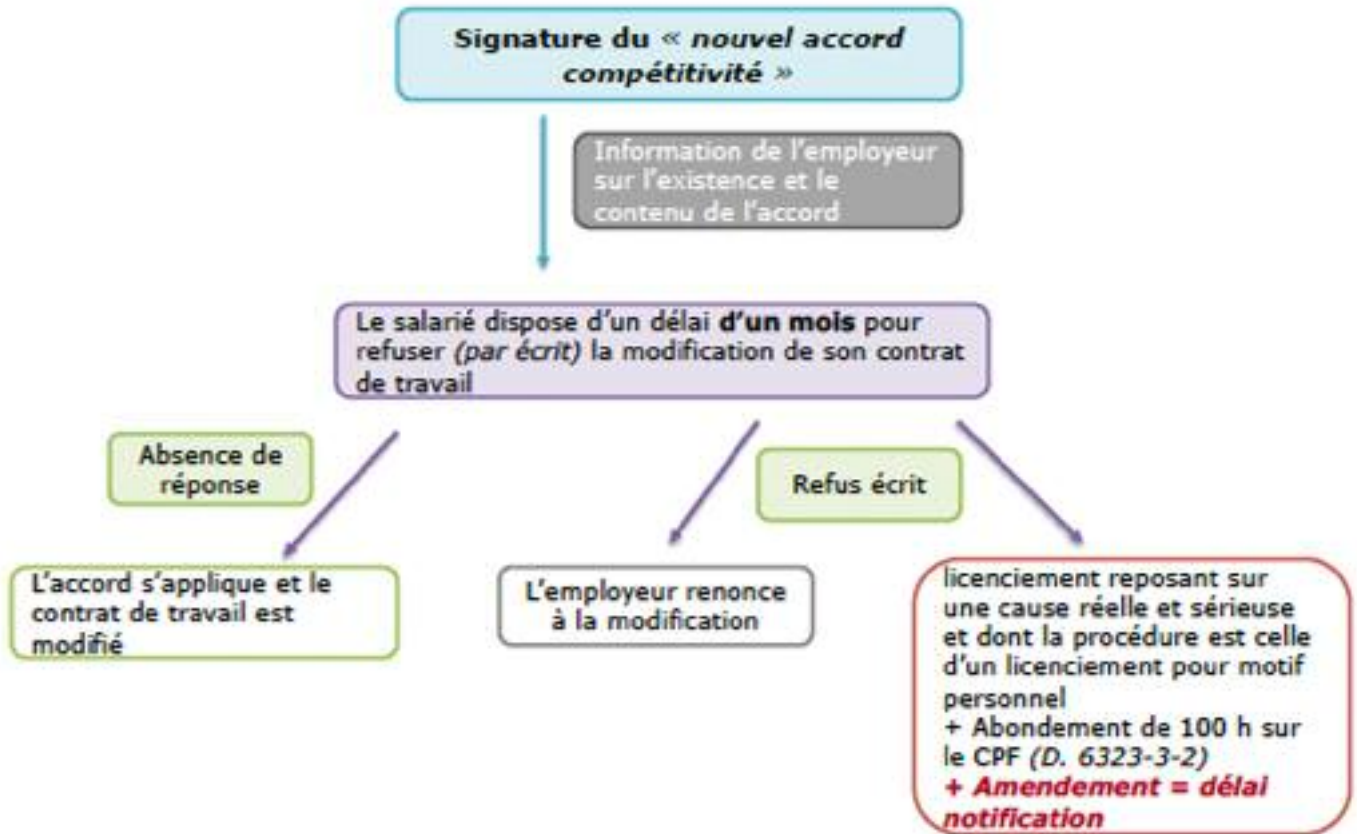 Signature du « nouvel accord
compétitivité »
Information de l'employeur
sur l'existence et le
contenu de l'accord
Le salarié dispose d'un délai d'un mois pour
refuser (par écrit) la modification de son contrat
de travail
Absence de
réponse
Refus écrit
L'accord s'applique et le
contrat de travail est
modifié
L'employeur renonce
à la modification
licenciement reposant sur
une cause réelle et sérieuse
et dont la procédure est celle
d'un licenciement pour motif
personnel
+ Abondement de 100 h sur
le CPF (D. 6323-3-2)
+ Amendement = délai
notification